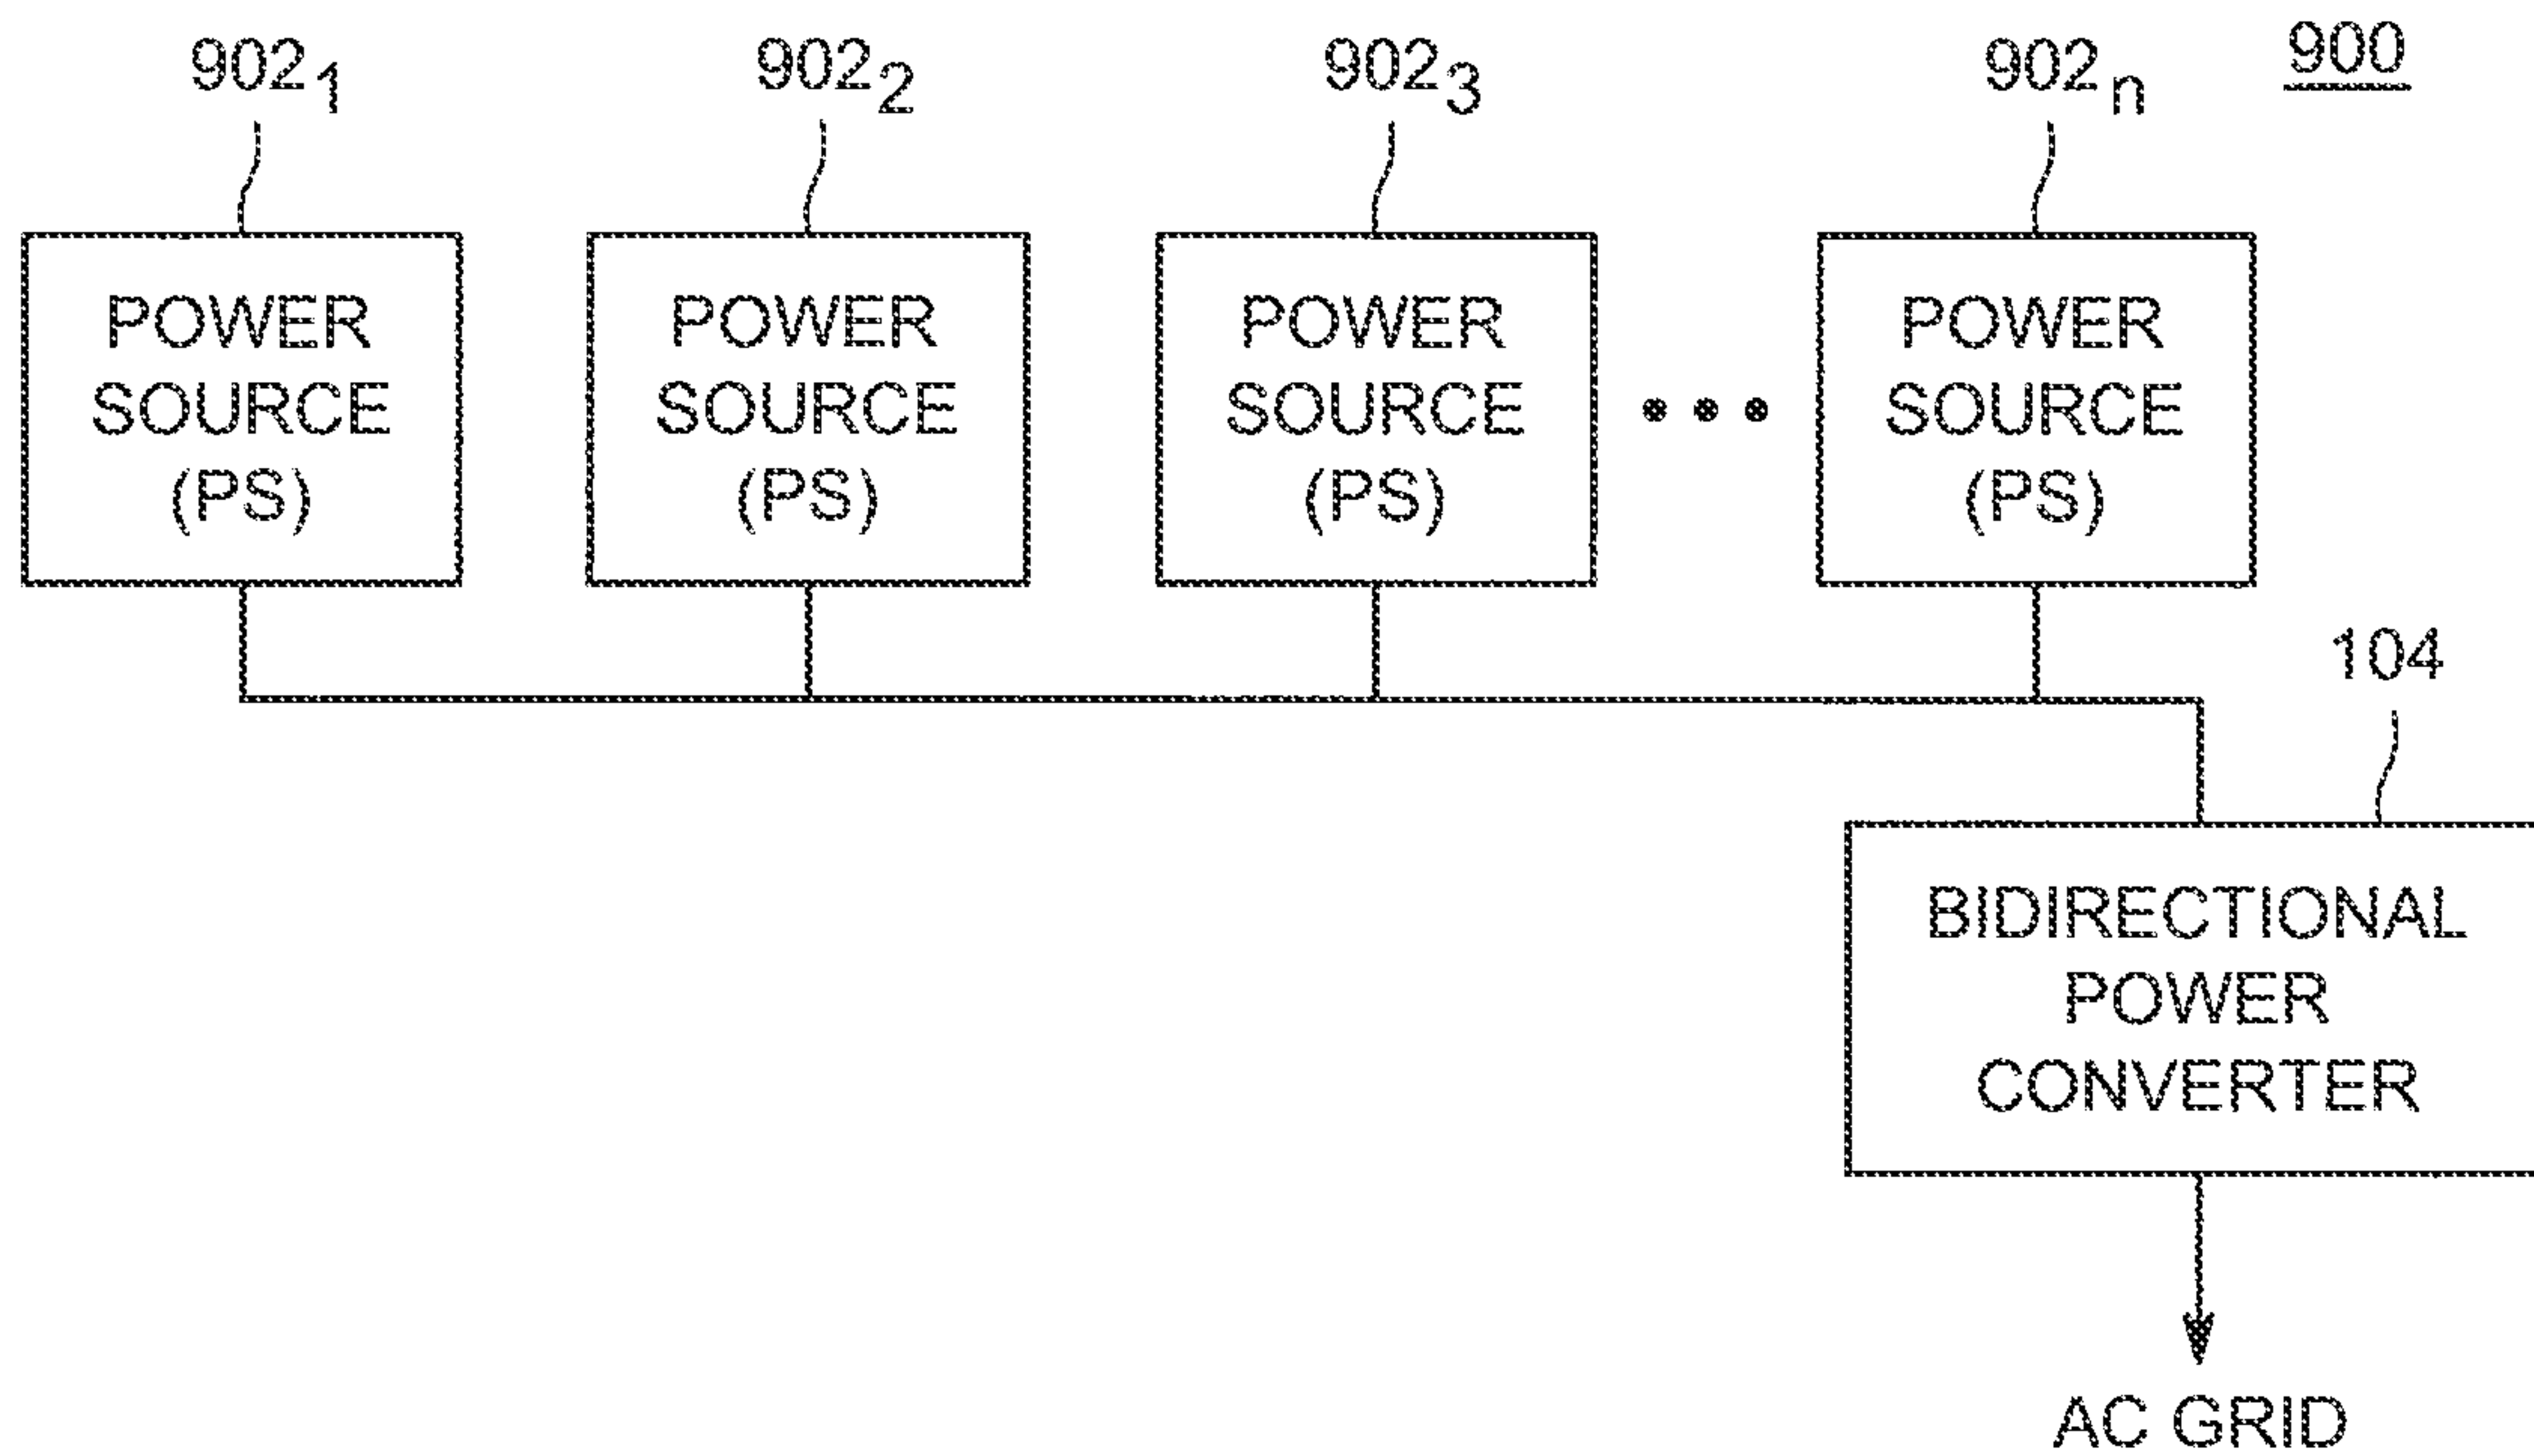 902₁ 902₂ 902₃ 902ₙ 900
POWER
SOURCE
(PS)
POWER
SOURCE
(PS)
POWER
SOURCE
(PS)
POWER
SOURCE
(PS)
104
BIDIRECTIONAL
POWER
CONVERTER
AC GRID